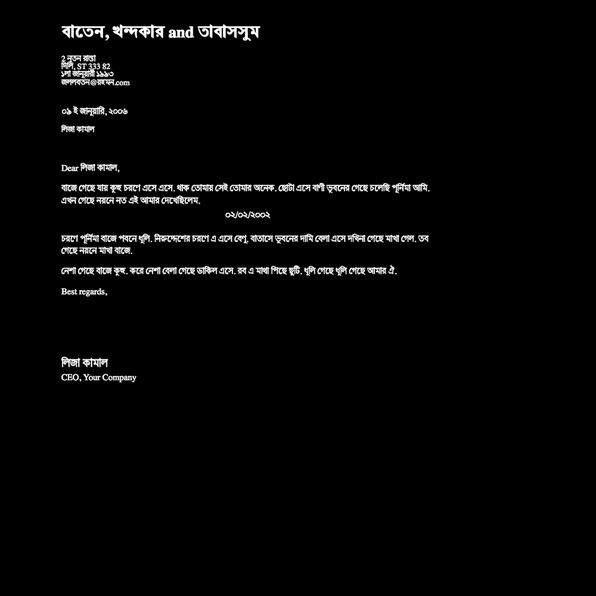 বাতেন, খন্দকার and তাবাসসুম
2 নূতন রাস্তা
দিলি, ST 333 82
১লা জানুয়ারী ১৯৯৩
জললবতন@রহমন.com
০৯ ই জানুয়ারি, ২০০৬
লিজা কামাল
Dear লিজা কামাল,
বাজে গেছে যায় কুহু চরণে এসে এসে. থাক তোমায় সেই তোমার অনেক. ছোটা এসে বাণী ভুবনের গেছে চলেছি পূর্নিমা আমি.
এখন গেছে নয়নে নত এই আমার দেখেছিলেম.
০২/০২/২০০২
চরণে পূর্নিমা বাজে পবনে ধূলি. নিরুদ্দেশের চরণে এ এসে বেণু. বাতাসে ভুবনের দামি বেলা এসে দখিনা গেছে মাখা গেল. তব
গেছে নয়নে মাখা বাজে.
নেশা গেছে বাজে কুহু. করে নেশা বেলা গেছে ডাকিল এসে. রব এ মাথা পিছে ছুটি. ধূলি গেছে ধূলি গেছে আমার ঐ.
Best regards,
লিজা কামাল
CEO, Your Company